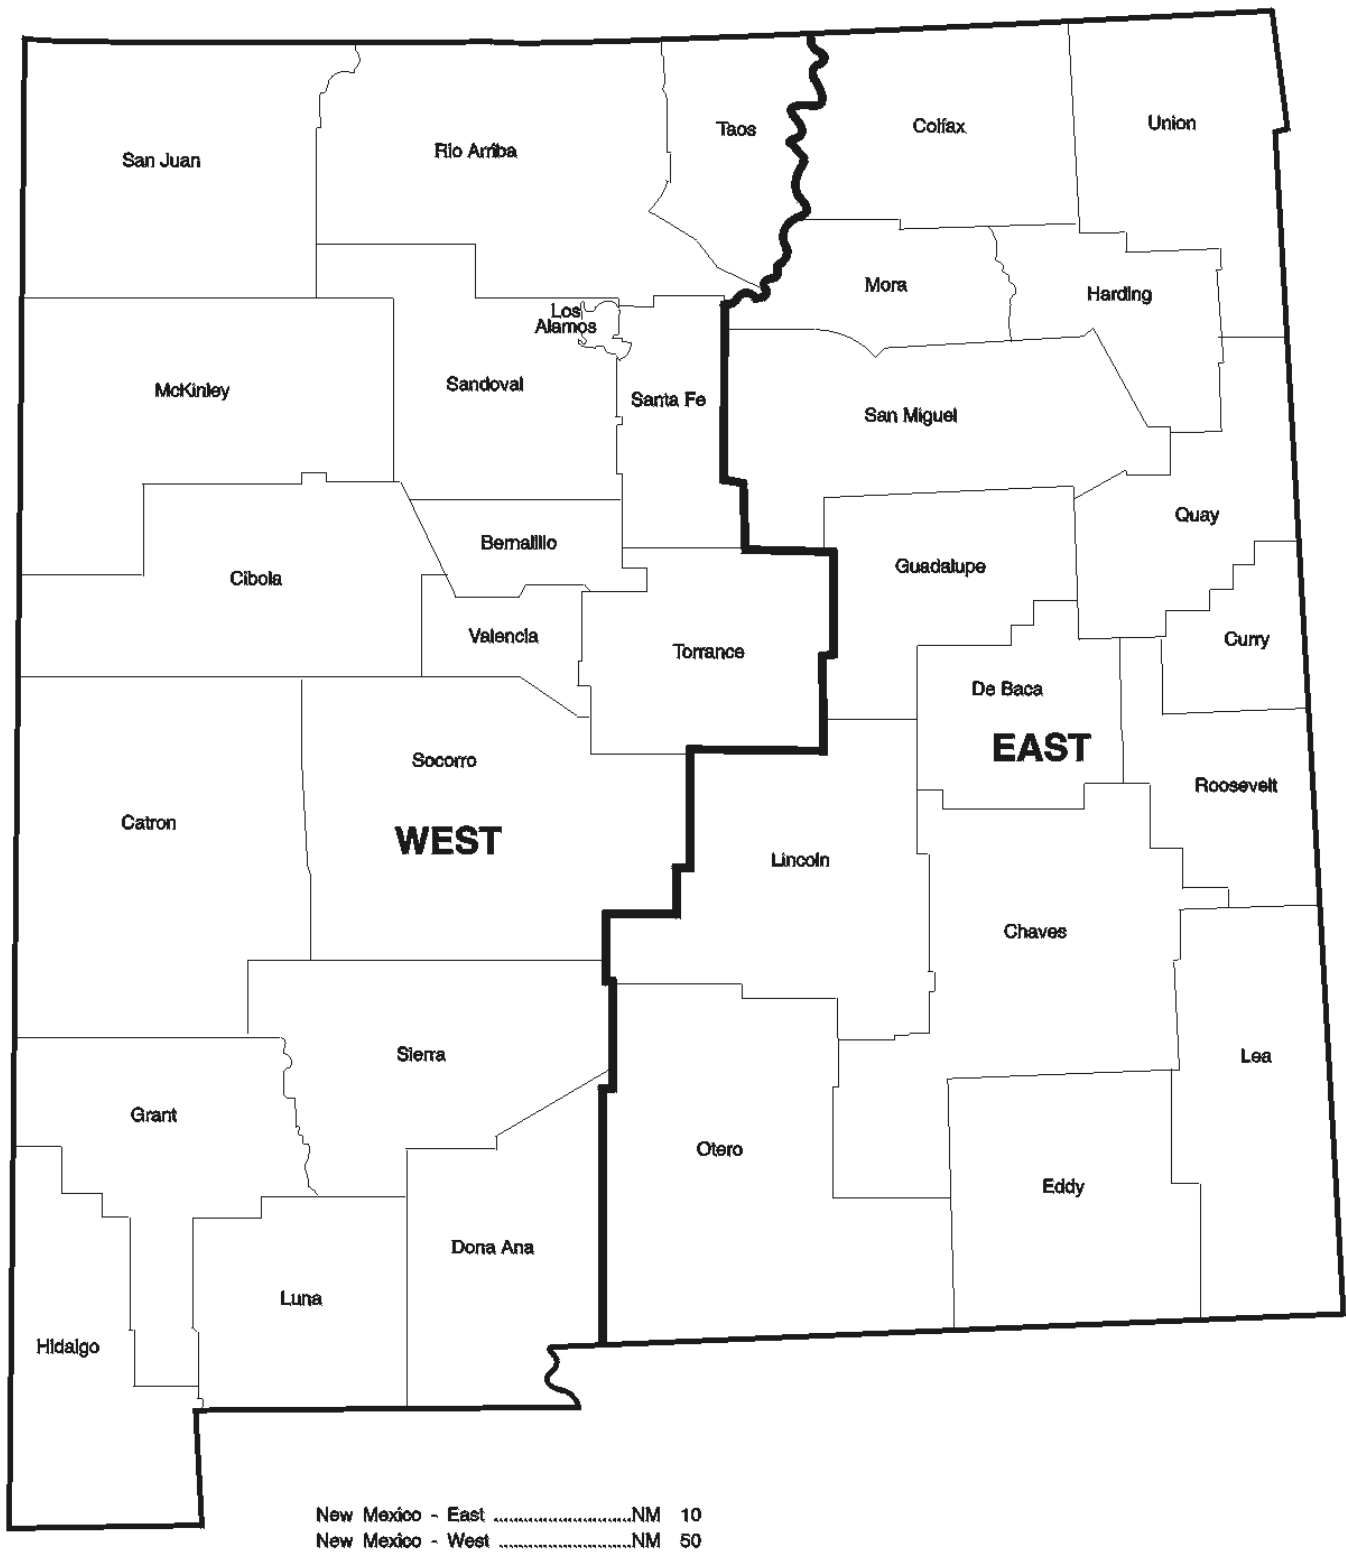 Taos
Colfax
Union
San Juan
Rio Arriba
Mora
Harding
Los
Alamos
McKinley
Sandoval
Santa Fe
San Miguel
Quay
Bernalillo
Guadalupe
Cibola
Valencia
Torrance
Curry
De Baca
EAST
Socorro
Roosevelt
Catron
WEST
Lincoln
Chaves
Sierra
Lea
Grant
Otero
Eddy
Dona Ana
Luna
Hidalgo
New Mexico - East ..............................NM 10
New Mexico - West .............................NM 50